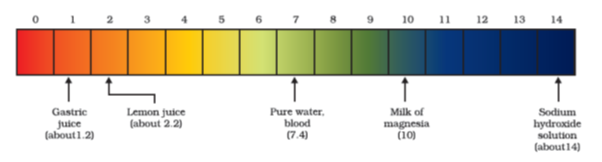 0 1 2 3 4 5 6 7 8 9 10 11 12 13 14
Gastric
juice
(about1.2)
Lemon juice
(about 2.2)
Pure water,
blood
(7.4)
Milk of
magnesia
(10)
Sodium
hydroxide
solution
(about14)